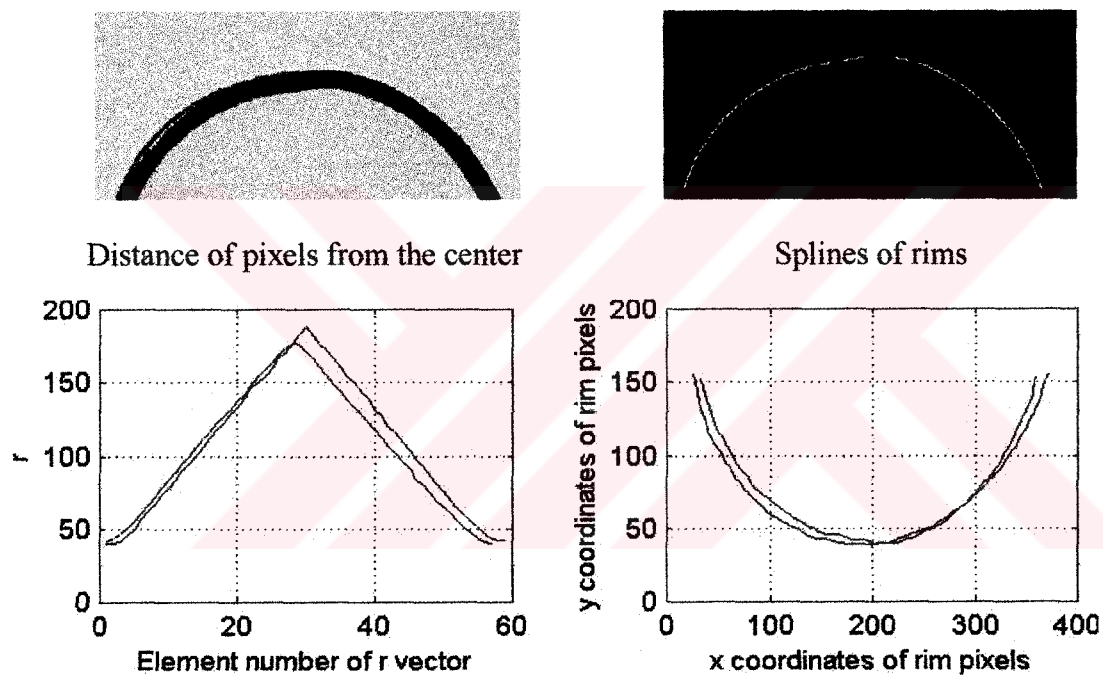 Distance of pixels from the center
Splines of rims
200
150
100
50
0
r
0 20 40 60
Element number of r vector
200
150
100
50
0
y coordinates of rim pixels
0 100 200 300 400
x coordinates of rim pixels